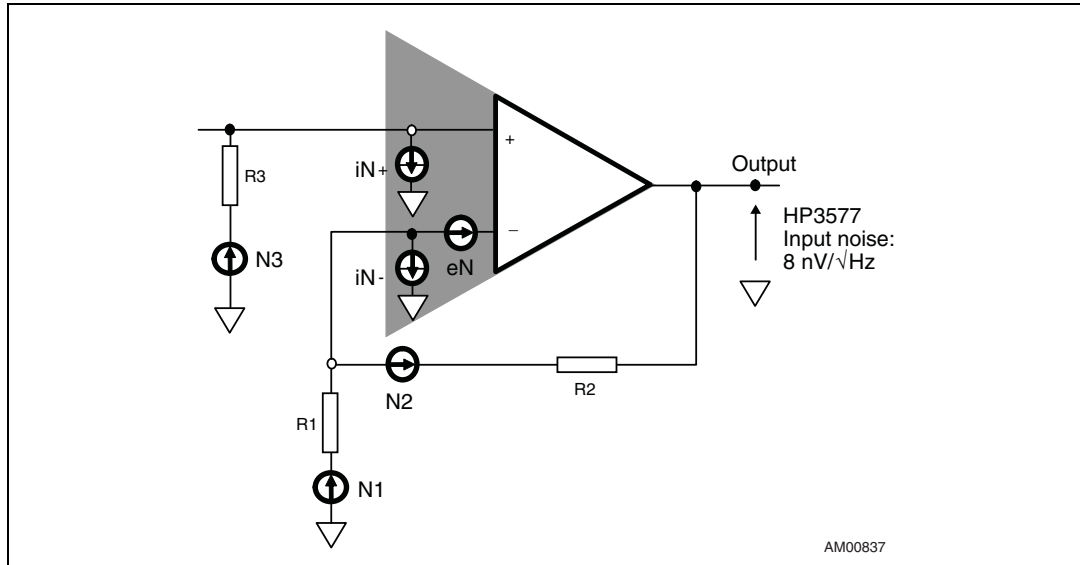 +
iN+
R3
N3
−
eN
iN-
Output
HP3577
Input noise:
8 nV/√Hz
N2
R2
R1
N1
AM00837